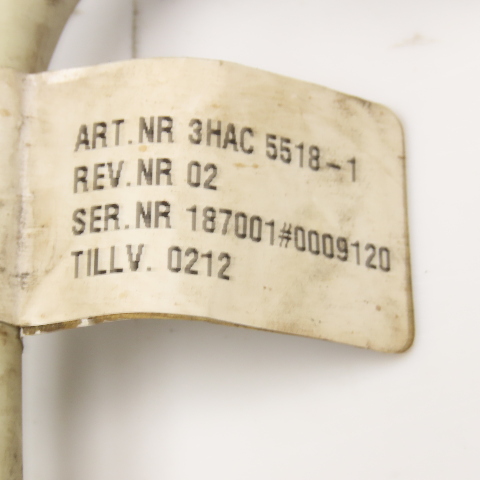 ART.NR 3HAC 5518-1
REV.NR 02
SER.NR 187001#0009120
TILLV. 0212